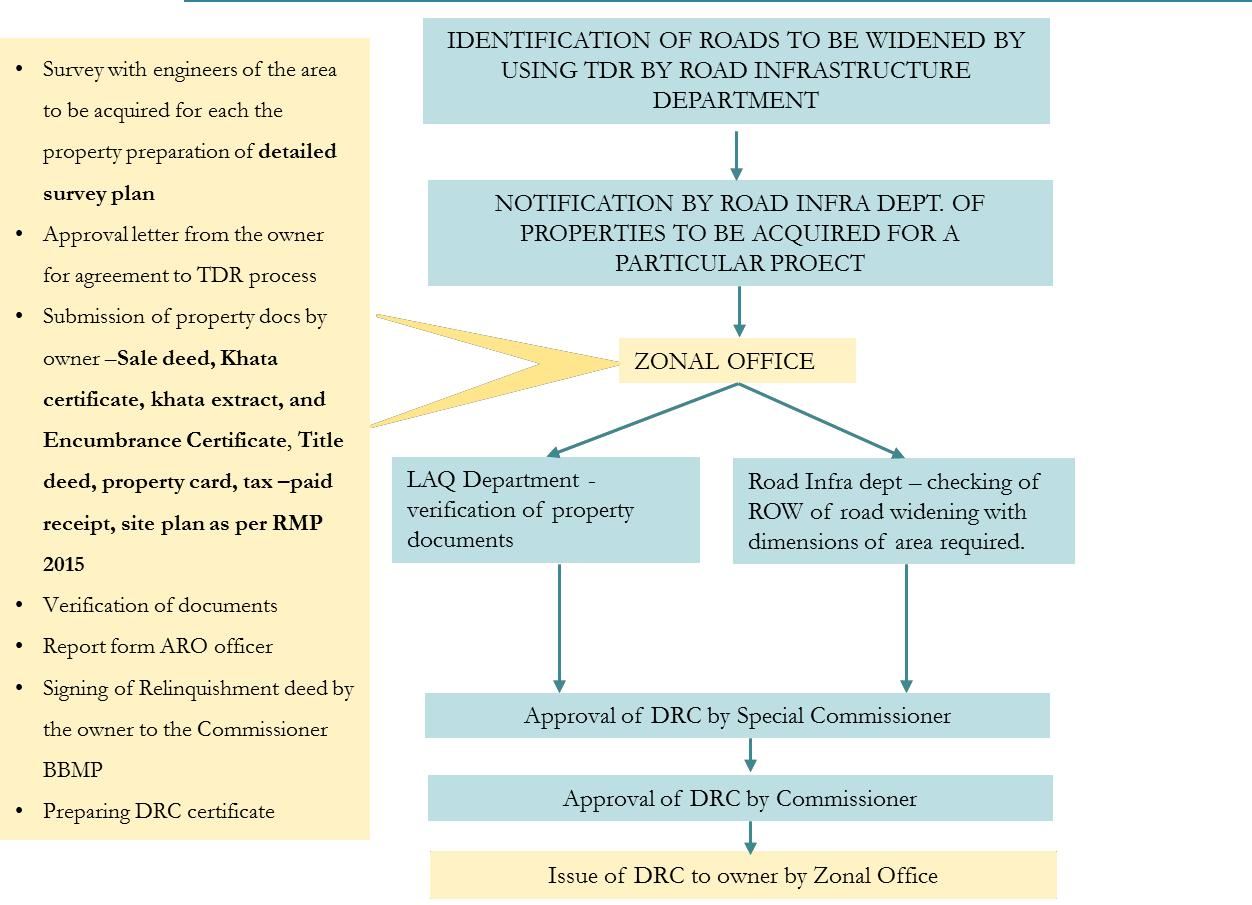 • Survey with engineers of the area
to be acquired for each the
property preparation of detailed
survey plan
• Approval letter from the owner
for agreement to TDR process
• Submission of property docs by
owner –Sale deed, Khata
certificate, khata extract, and
Encumbrance Certificate, Title
deed, property card, tax –paid
receipt, site plan as per RMP
2015
• Verification of documents
• Report form ARO officer
• Signing of Relinquishment deed by
the owner to the Commissioner
BBMP
• Preparing DRC certificate
IDENTIFICATION OF ROADS TO BE WIDENED BY
USING TDR BY ROAD INFRASTRUCTURE
DEPARTMENT
NOTIFICATION BY ROAD INFRA DEPT. OF
PROPERTIES TO BE ACQUIRED FOR A
PARTICULAR PROECT
ZONAL OFFICE
LAQ Department -
verification of property
documents
Road Infra dept – checking of
ROW of road widening with
dimensions of area required.
Approval of DRC by Special Commissioner
Approval of DRC by Commissioner
Issue of DRC to owner by Zonal Office